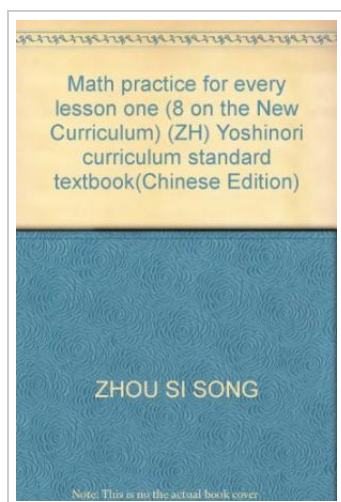 Math practice for every
lesson one (8 on the New
Curriculum) (ZH) Yoshinori
curriculum standard
textbook(Chinese Edition)
ZHOU SI SONG
Note: This is no the actual book cover